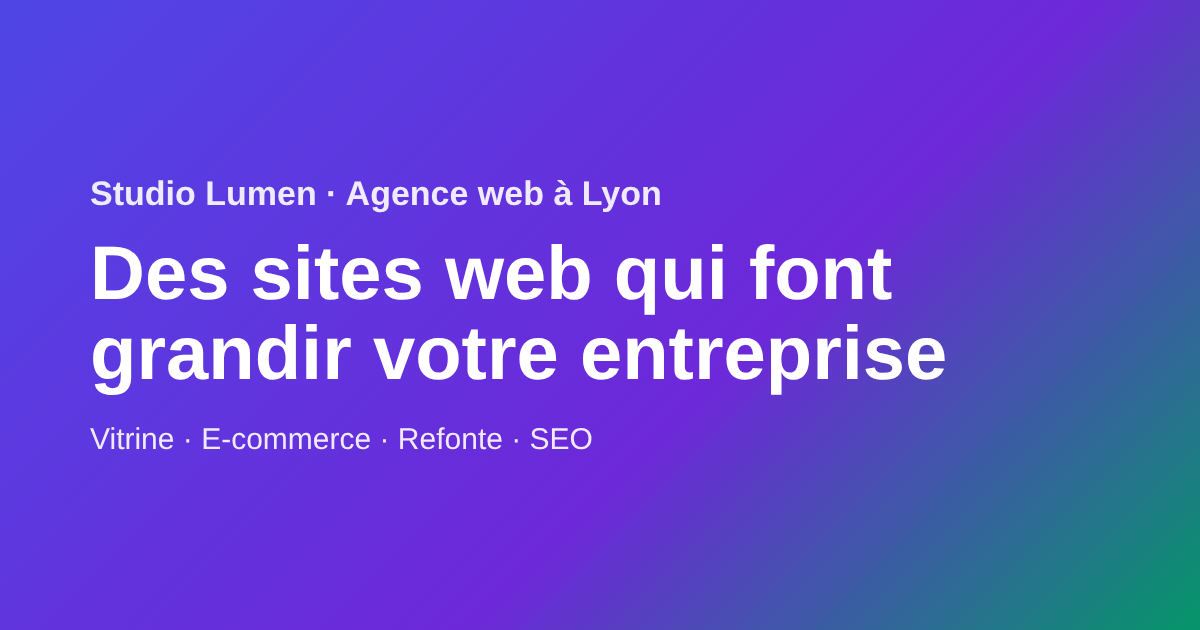 Studio Lumen · Agence web à Lyon
Des sites web qui font
grandir votre entreprise
Vitrine · E-commerce · Refonte · SEO